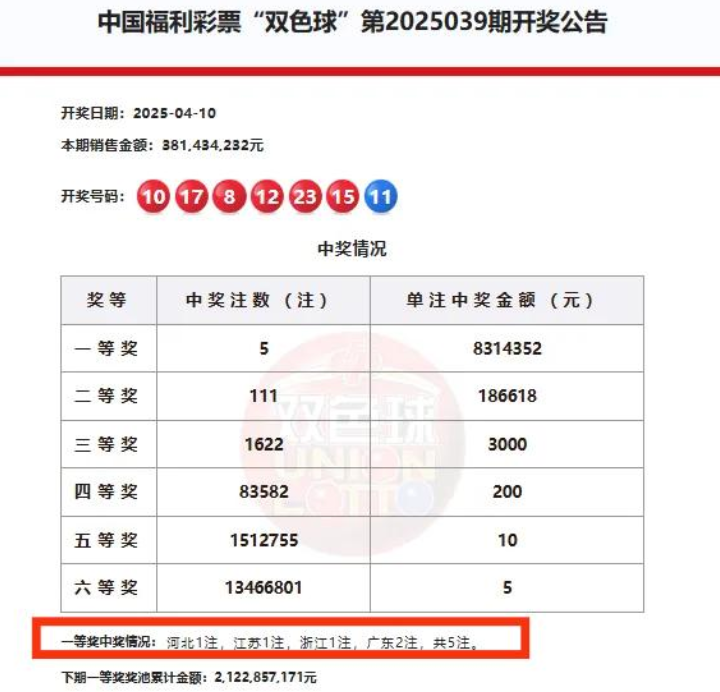 中国福利彩票“双色球”第2025039期开奖公告
开奖日期：2025-04-10
本期销售金额：381,434,232元
开奖号码： 10 17 8 12 23 15 11
中奖情况
奖等 中奖注数（注） 单注中奖金额（元）
一等奖 5 8314352
二等奖 111 186618
三等奖 1622 3000
四等奖 83582 200
五等奖 1512755 10
六等奖 13466801 5
双色球
UNION
LOTTO
一等奖中奖情况：河北1注，江苏1注，浙江1注，广东2注，共5注。
下期一等奖奖池累计金额：2,122,857,171元